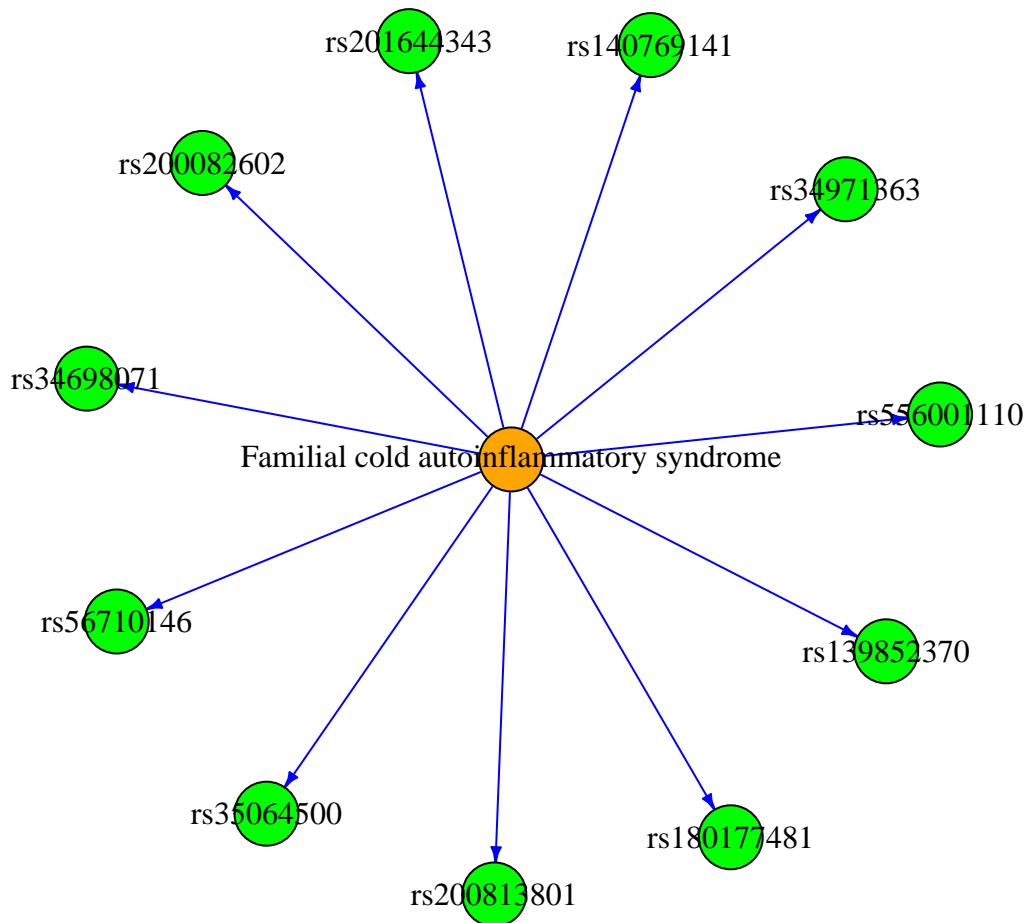 rs201644343
rs140769141
rs200082602
rs34971363
rs34698071
rs556001110
Familial cold autoinflammatory syndrome
rs56710146
rs139852370
rs35064500
rs180177481
rs200813801